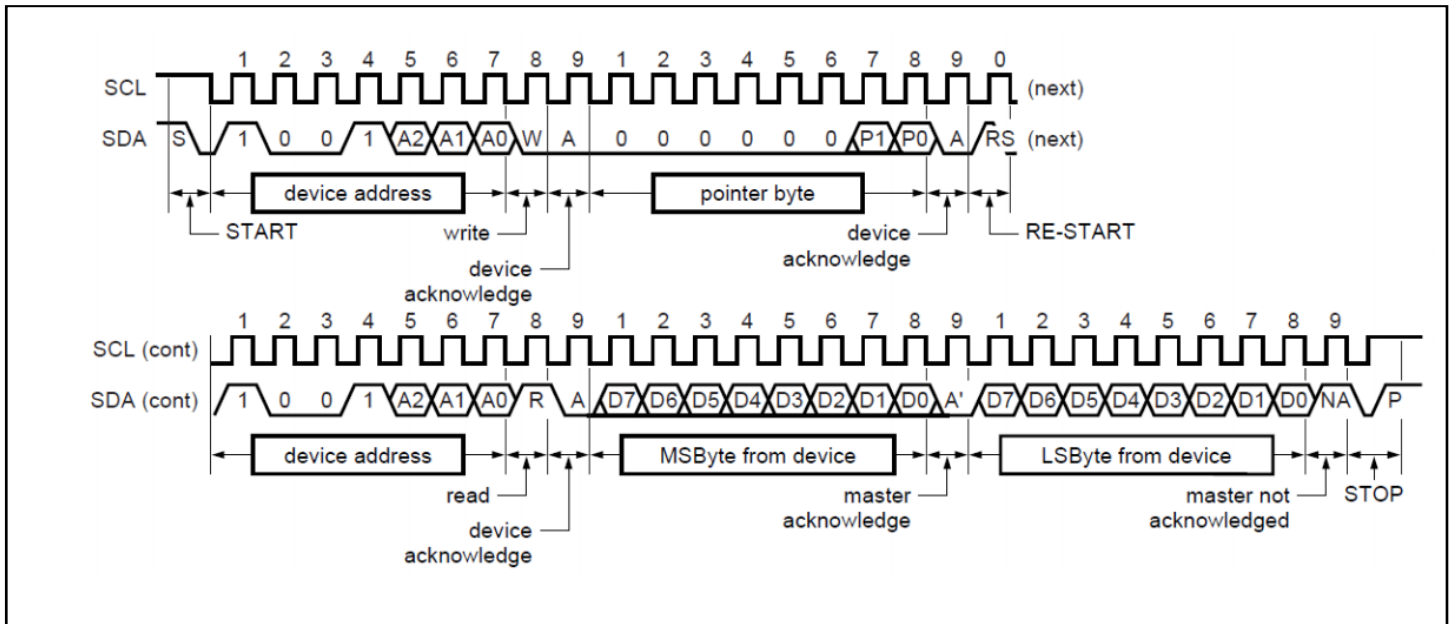 1 2 3 4 5 6 7 8 9 1 2 3 4 5 6 7 8 9 0
SCL (next)
SDA S 1 0 0 1 A2 A1 A0 W A 0 0 0 0 0 0 P1 P0 A RS (next)
device address pointer byte
START write device RE-START
acknowledge
device
acknowledge
1 2 3 4 5 6 7 8 9 1 2 3 4 5 6 7 8 9 1 2 3 4 5 6 7 8 9
SCL (cont)
SDA (cont) 1 0 0 1 A2 A1 A0 R A D7 D6 D5 D4 D3 D2 D1 D0 A' D7 D6 D5 D4 D3 D2 D1 D0 NA P
device address MSByte from device LSByte from device
read master master not STOP
acknowledge acknowledged
device
acknowledge